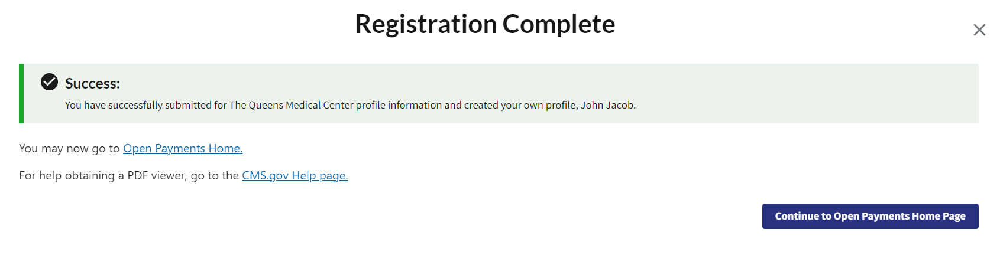 Registration Complete
Success:
You have successfully submitted for The Queens Medical Center profile information and created your own profile, John Jacob.
You may now go to Open Payments Home.
For help obtaining a PDF viewer, go to the CMS.gov Help page.
Continue to Open Payments Home Page